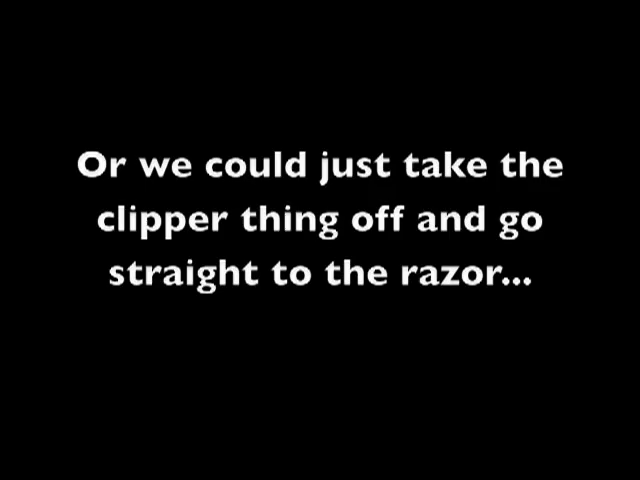 Or we could just take the
clipper thing off and go
straight to the razor...